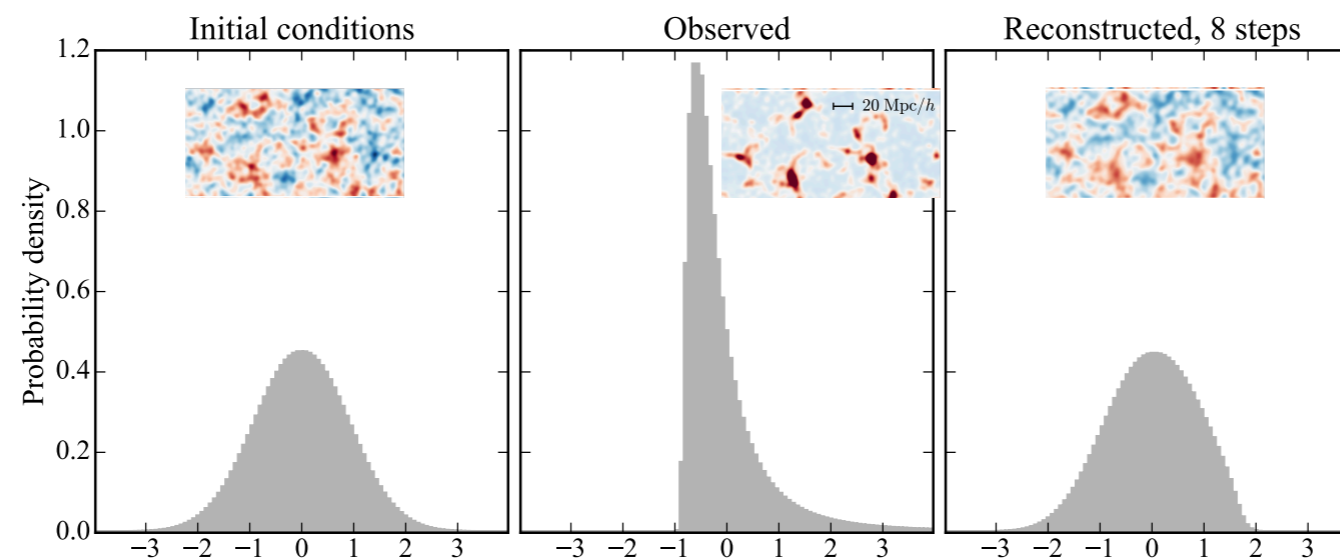 Initial conditions
Observed
Reconstructed, 8 steps
Probability density
1.2
1.0
0.8
0.6
0.4
0.2
0.0
20 Mpc/h
−3 −2 −1 0 1 2 3
−3 −2 −1 0 1 2 3
−3 −2 −1 0 1 2 3